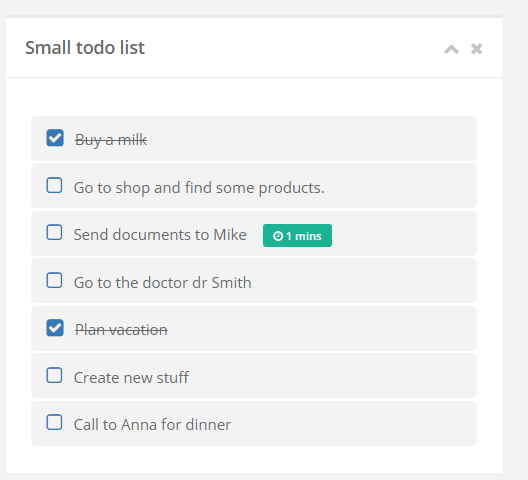 Small todo list
Buy a milk
Go to shop and find some products.
Send documents to Mike 1 mins
Go to the doctor dr Smith
Plan vacation
Create new stuff
Call to Anna for dinner